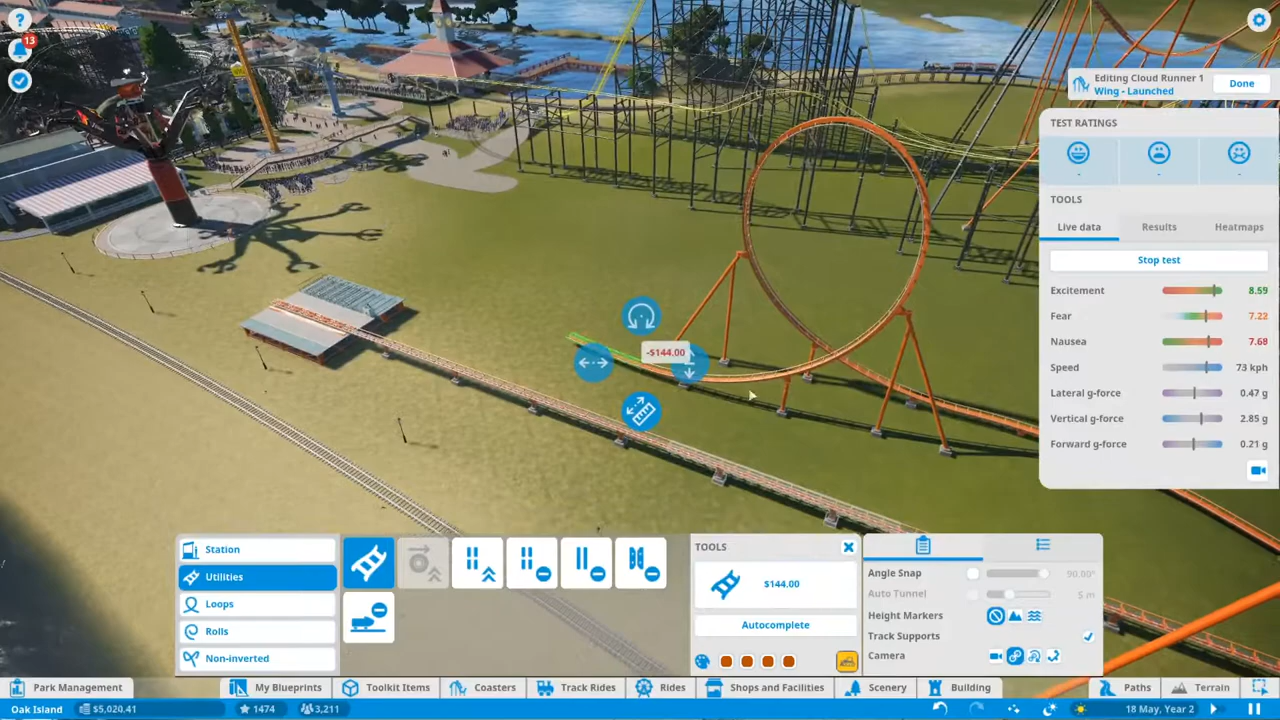 ?
13
Editing Cloud Runner 1
Wing - Launched
Done
TEST RATINGS
- - -
TOOLS
Live data Results Heatmaps
Stop test
Excitement 8.59
Fear 7.22
Nausea 7.68
Speed 73 kph
Lateral g-force 0.47 g
Vertical g-force 2.85 g
Forward g-force 0.21 g
-$144.00
Station
Utilities
Loops
Rolls
Non-inverted
TOOLS
$144.00
Autocomplete
Angle Snap 90.00°
Auto Tunnel 5 m
Height Markers
Track Supports
Camera
Park Management My Blueprints Toolkit Items Coasters Track Rides Rides Shops and Facilities Scenery Building Paths Terrain
Oak Island $5,020.41 1474 3,211 18 May, Year 2